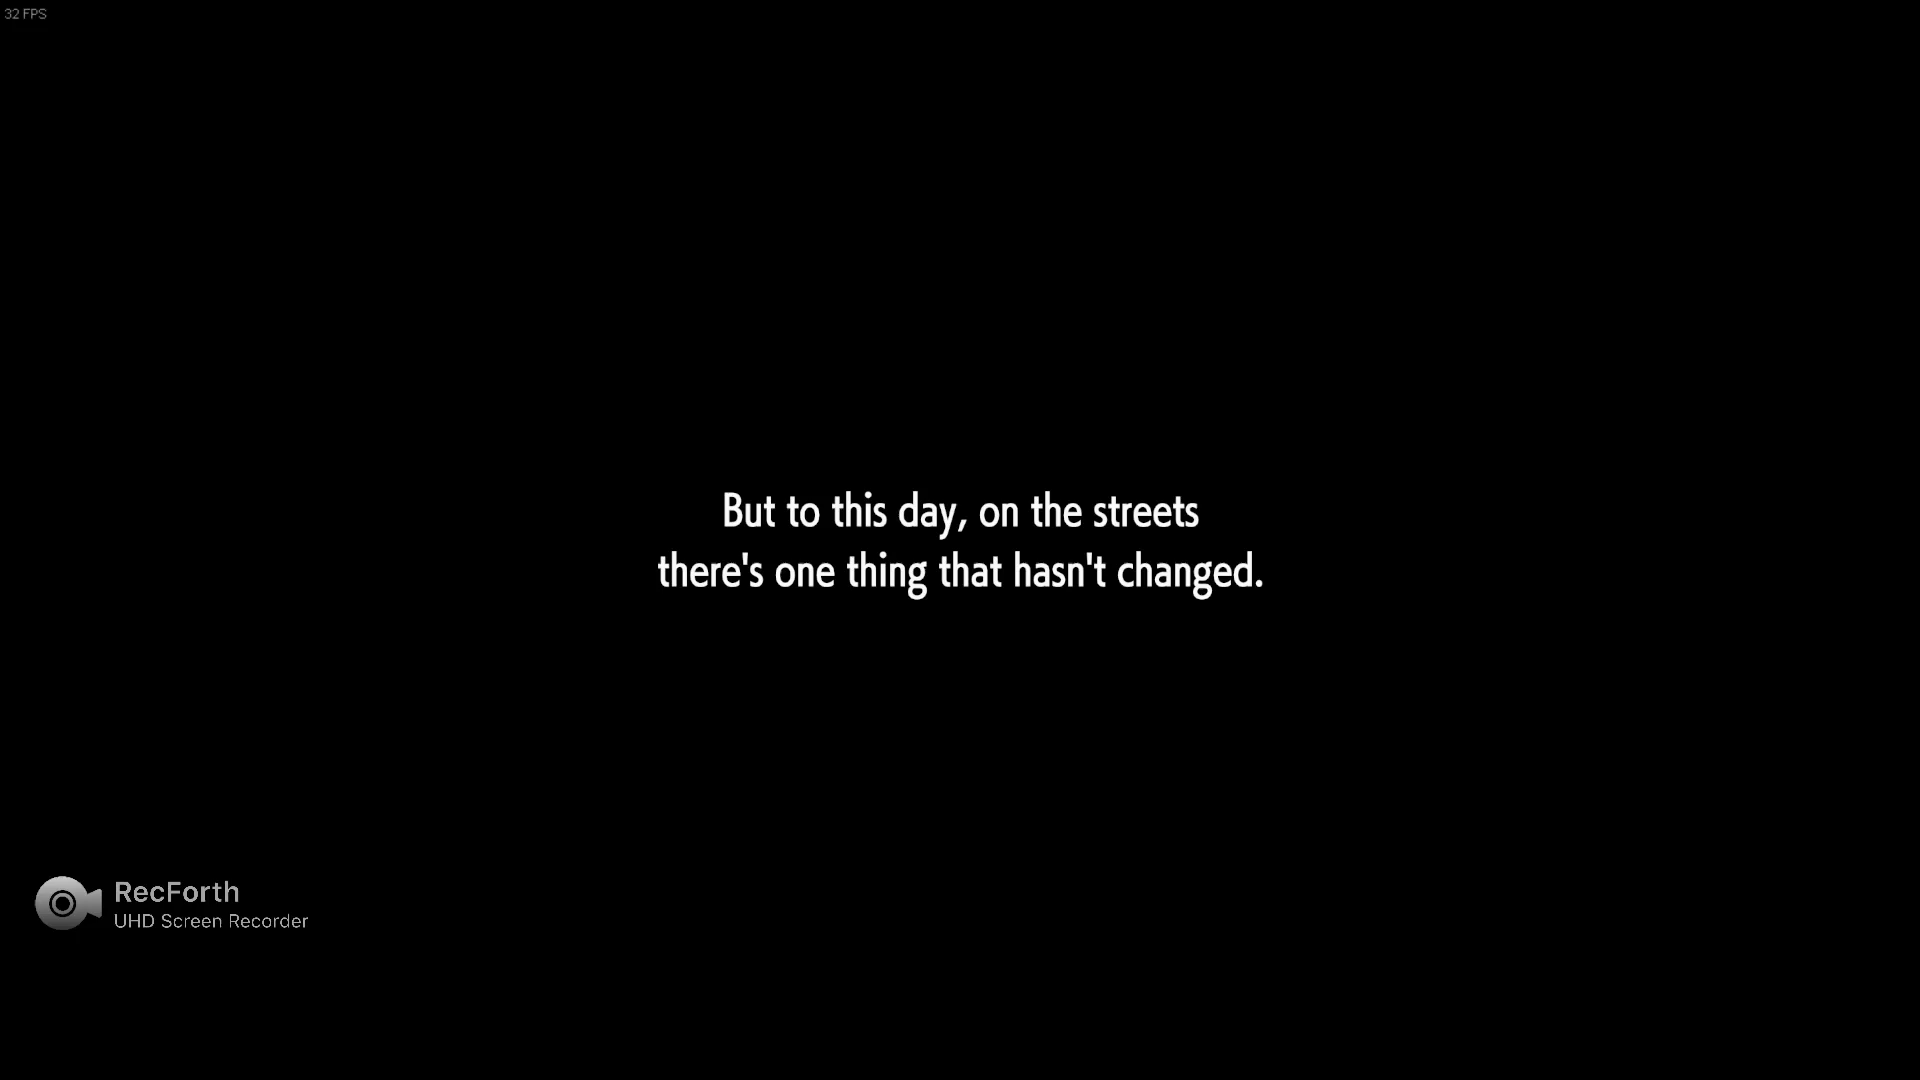 32 FPS
But to this day, on the streets
there's one thing that hasn't changed.
RecForth
UHD Screen Recorder